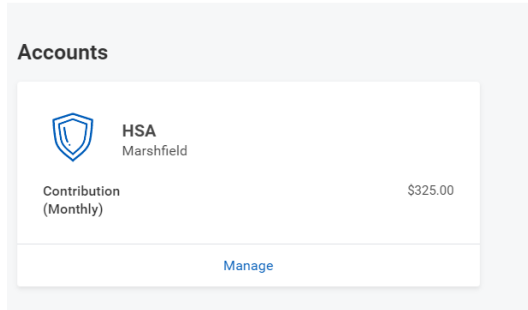 Accounts
HSA
Marshfield
Contribution $325.00
(Monthly)
Manage